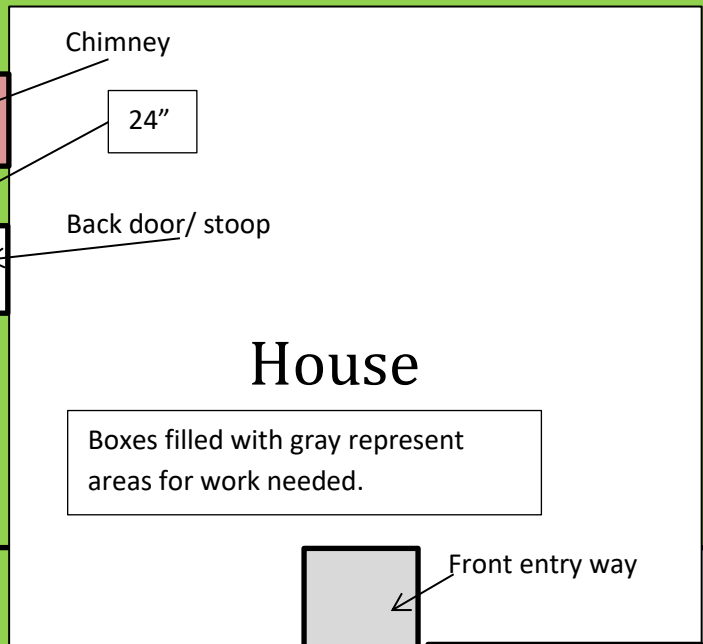 Chimney
24”
Back door/ stoop
House
Boxes filled with gray represent
areas for work needed.
Front entry way